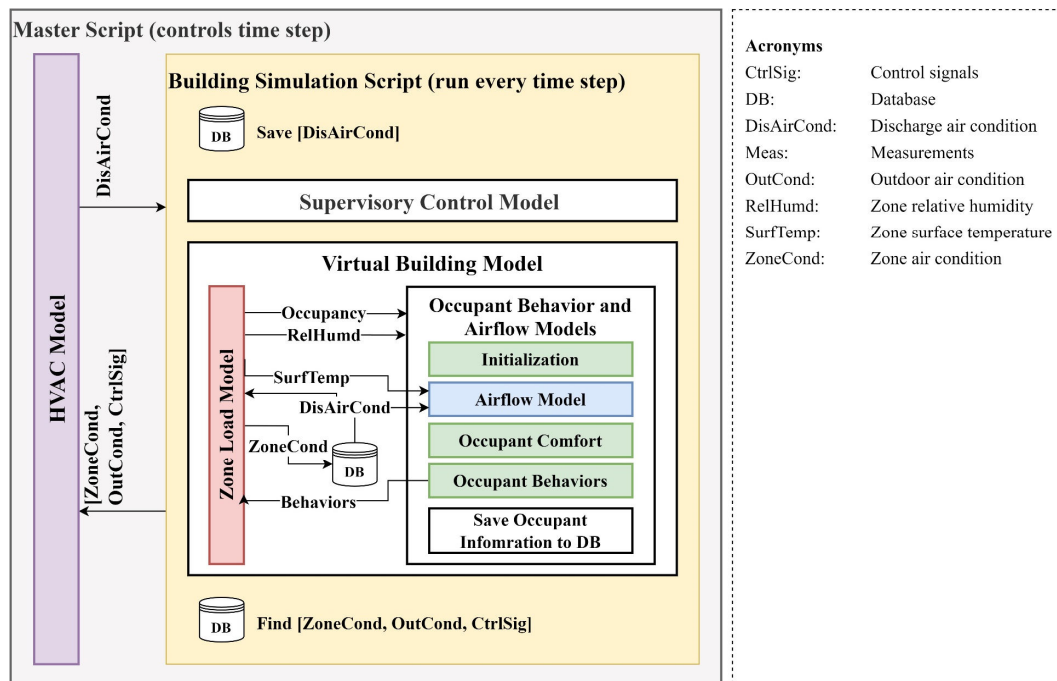 Master Script (controls time step)
HVAC Model
DisAirCond
[ZoneCond,
OutCond, CtrlSig]
Building Simulation Script (run every time step)
DB
Save [DisAirCond]
Supervisory Control Model
Virtual Building Model
Zone Load Model
Occupancy
RelHumd
SurfTemp
DisAirCond
ZoneCond
DB
Behaviors
Occupant Behavior and
Airflow Models
Initialization
Airflow Model
Occupant Comfort
Occupant Behaviors
Save Occupant
Infomration to DB
DB
Find [ZoneCond, OutCond, CtrlSig]
Acronyms
CtrlSig: Control signals
DB: Database
DisAirCond: Discharge air condition
Meas: Measurements
OutCond: Outdoor air condition
RelHumd: Zone relative humidity
SurfTemp: Zone surface temperature
ZoneCond: Zone air condition